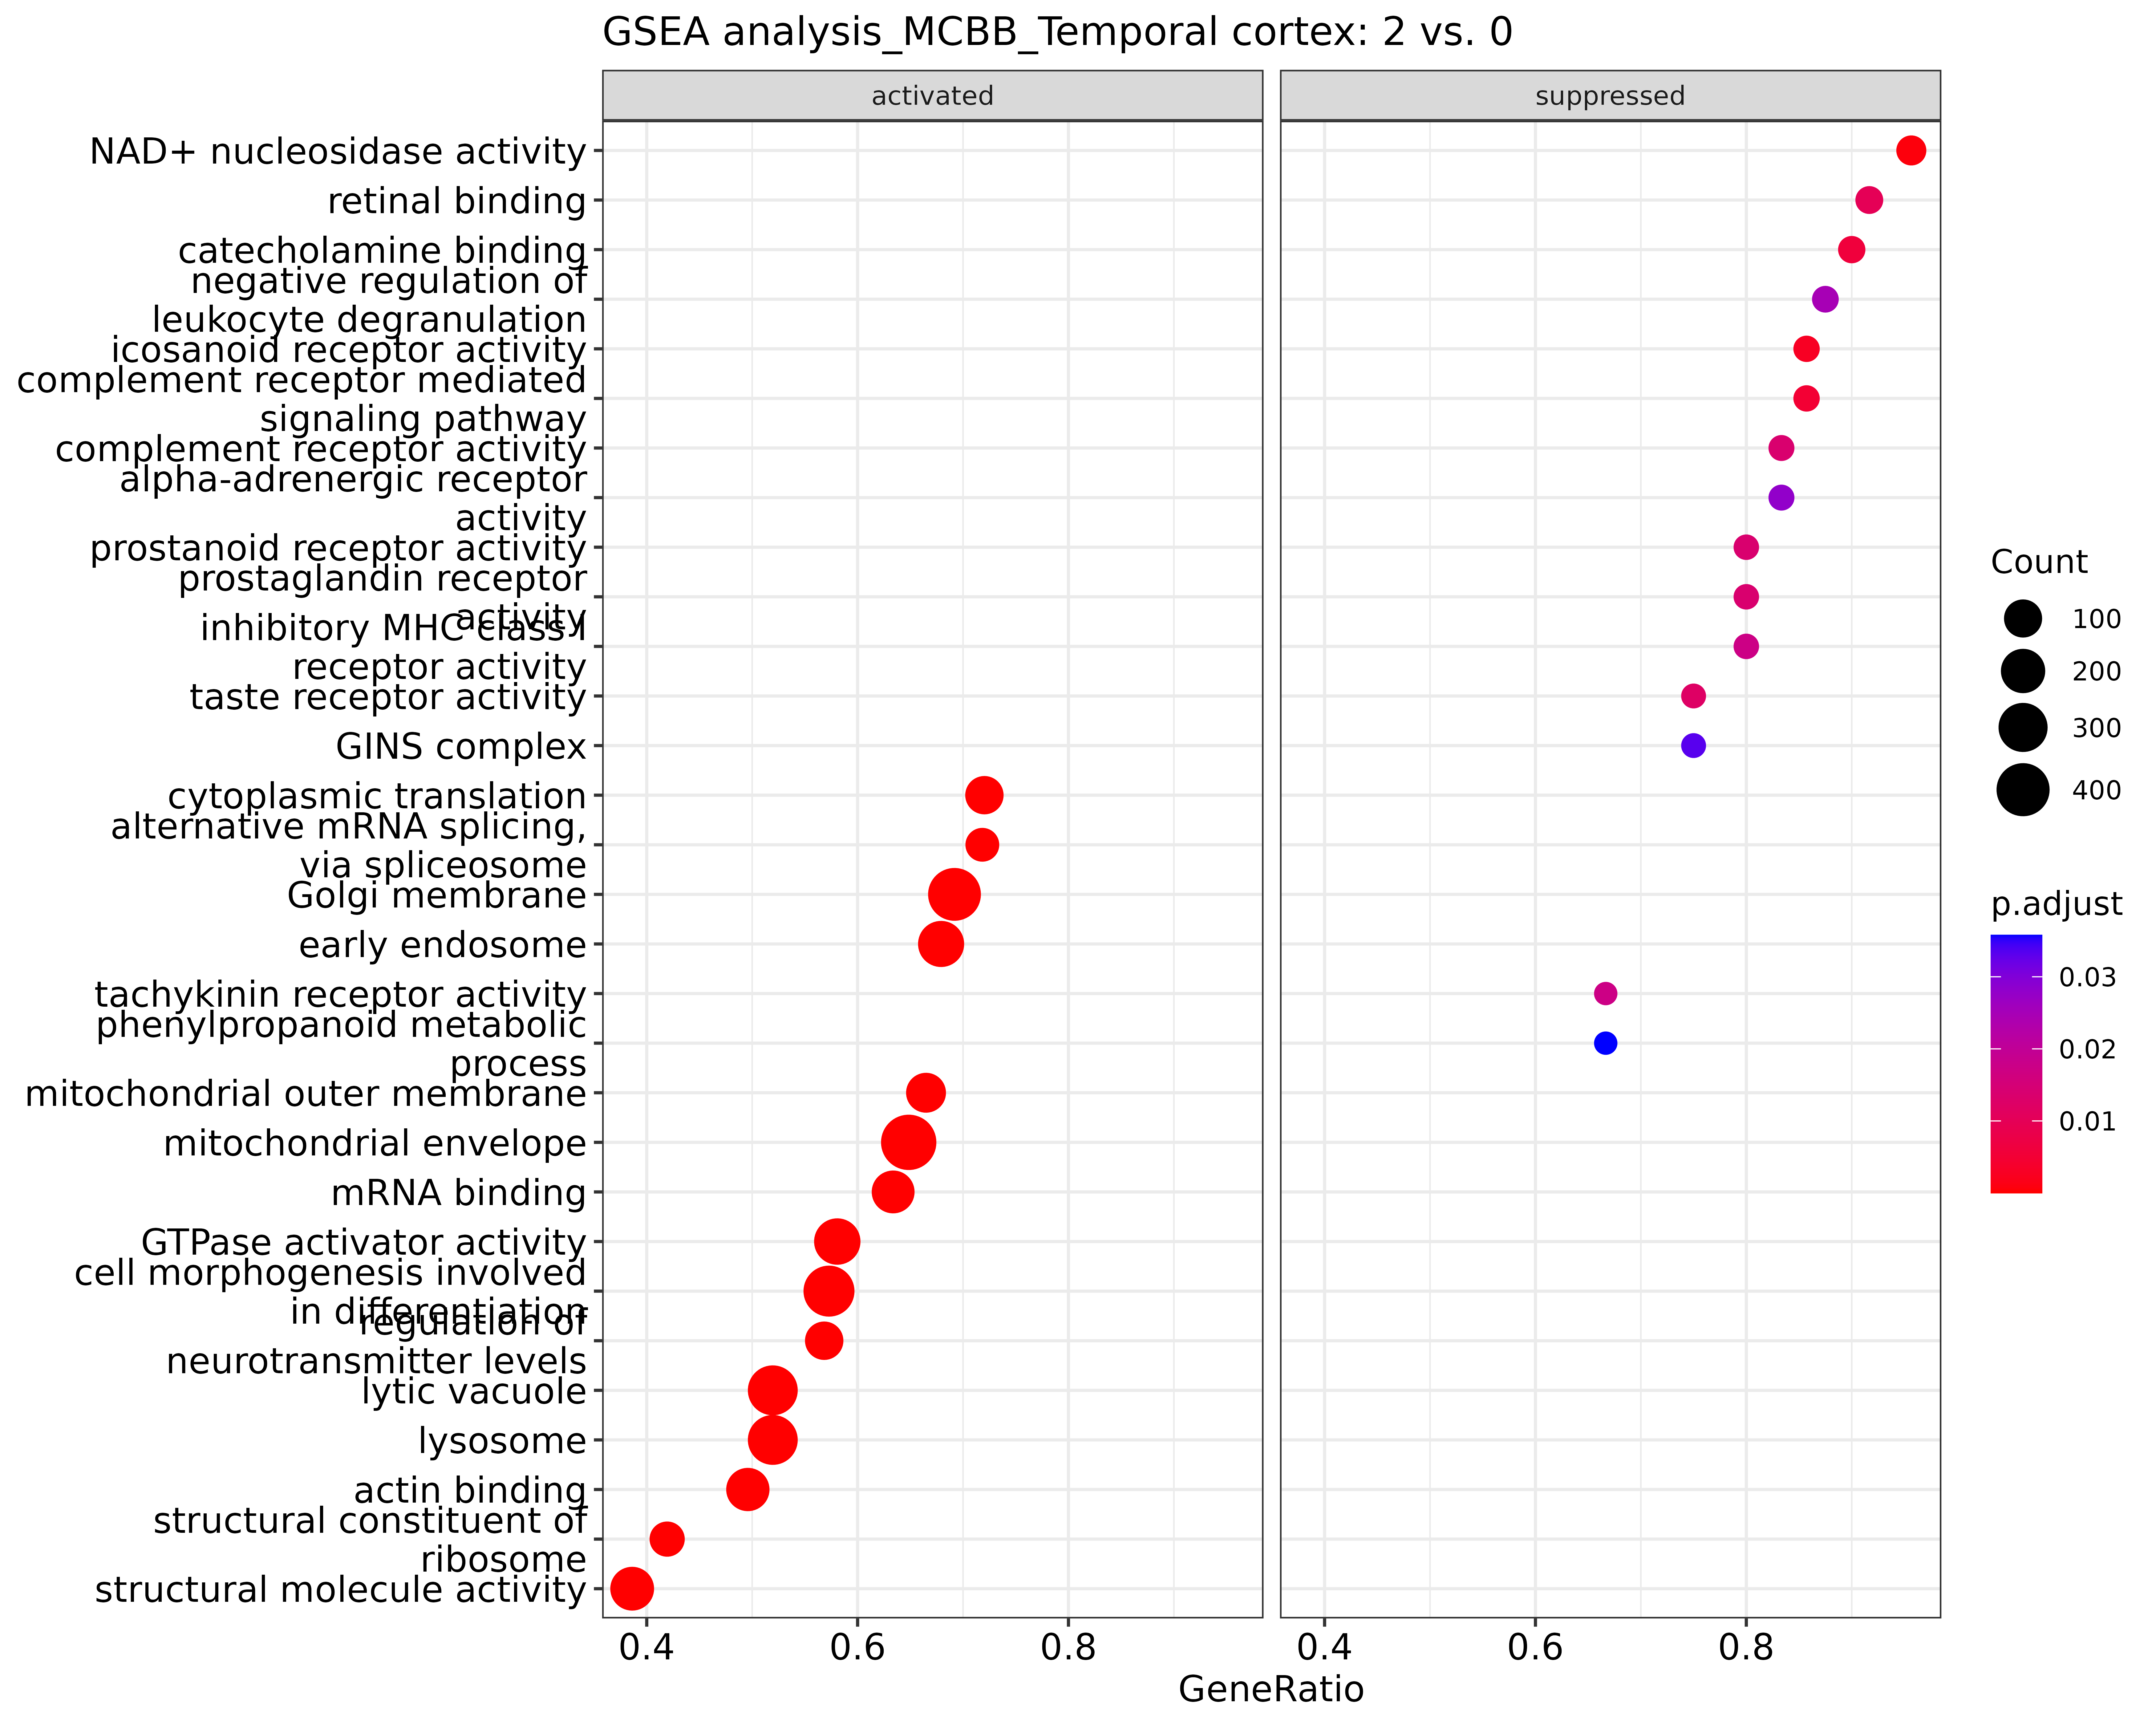 GSEA analysis_MCBB_Temporal cortex: 2 vs. 0
activated
suppressed
NAD+ nucleosidase activity
retinal binding
catecholamine binding
negative regulation of
leukocyte degranulation
icosanoid receptor activity
complement receptor mediated
signaling pathway
complement receptor activity
alpha-adrenergic receptor
activity
prostanoid receptor activity
prostaglandin receptor
activity
inhibitory MHC class I
receptor activity
taste receptor activity
GINS complex
cytoplasmic translation
alternative mRNA splicing,
via spliceosome
Golgi membrane
early endosome
tachykinin receptor activity
phenylpropanoid metabolic
process
mitochondrial outer membrane
mitochondrial envelope
mRNA binding
GTPase activator activity
cell morphogenesis involved
in differentiation
regulation of
neurotransmitter levels
lytic vacuole
lysosome
actin binding
structural constituent of
ribosome
structural molecule activity
0.4 0.6 0.8
0.4 0.6 0.8
GeneRatio
Count
100
200
300
400
p.adjust
0.03
0.02
0.01